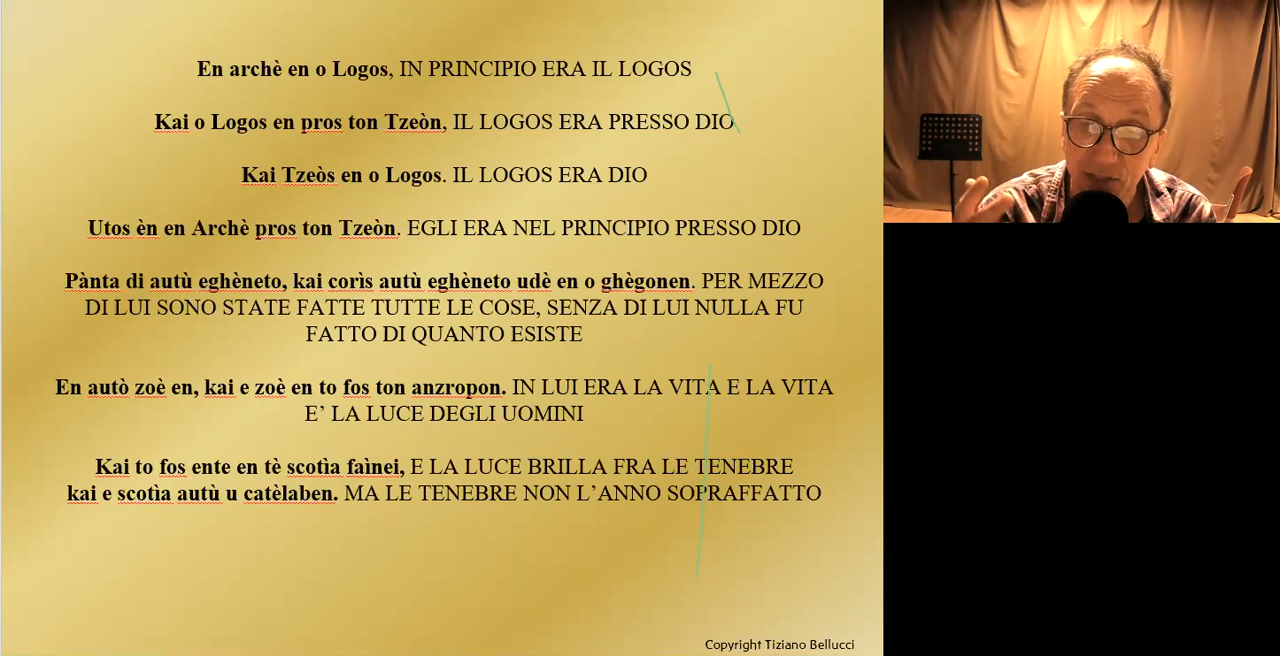 En archè en o Logos, IN PRINCIPIO ERA IL LOGOS
Kai o Logos en pros ton Tzeòn, IL LOGOS ERA PRESSO DIO
Kai Tzeòs en o Logos. IL LOGOS ERA DIO
Utos èn en Archè pros ton Tzeòn. EGLI ERA NEL PRINCIPIO PRESSO DIO
Pànta di autù eghèneto, kai corìs autù eghèneto udè en o ghègonen. PER MEZZO
DI LUI SONO STATE FATTE TUTTE LE COSE, SENZA DI LUI NULLA FU
FATTO DI QUANTO ESISTE
En autò zoè en, kai e zoè en to fos ton anzropon. IN LUI ERA LA VITA E LA VITA
E’ LA LUCE DEGLI UOMINI
Kai to fos ente en tè scotìa faìnei, E LA LUCE BRILLA FRA LE TENEBRE
kai e scotìa autù u catèlaben. MA LE TENEBRE NON L’ANNO SOPRAFFATTO
Copyright Tiziano Bellucci